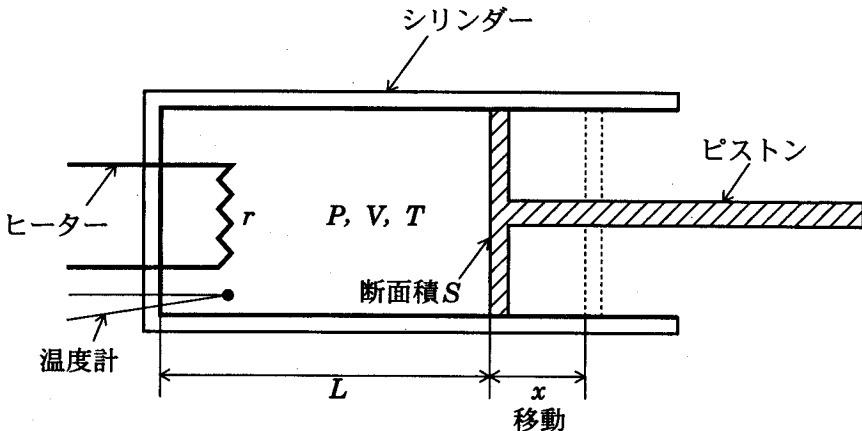 シリンダー
ピストン
ヒーター
r
P, V, T
断面積S
温度計
L
x
移動